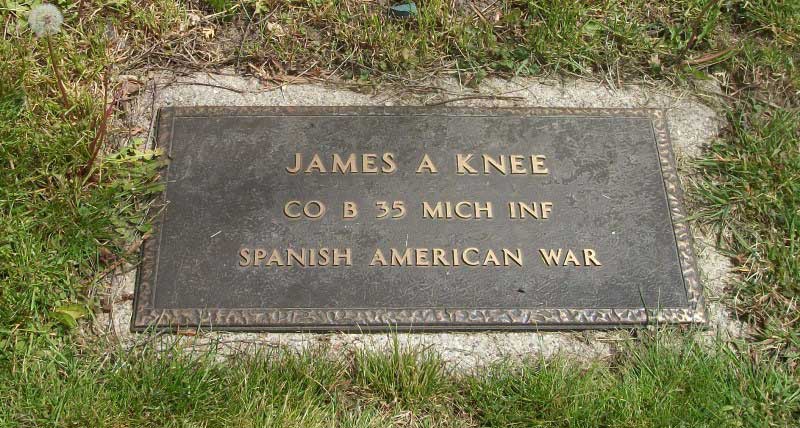 JAMES A KNEE
CO B 35 MICH INF
SPANISH AMERICAN WAR